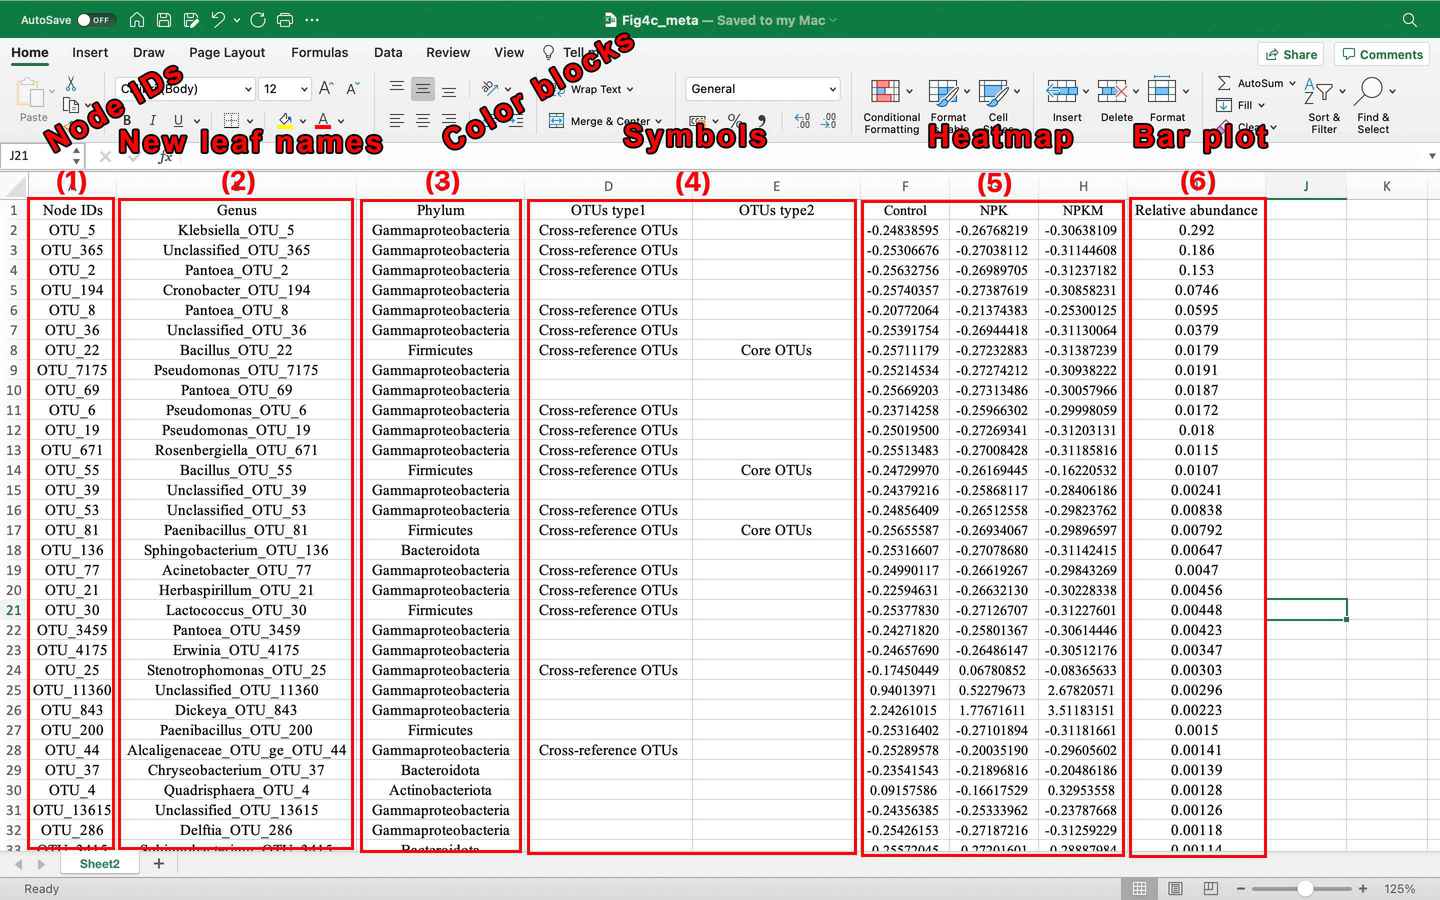 AutoSave OFF Fig4c_meta — Saved to my Mac
Home Insert Draw Page Layout Formulas Data Review View Tell Share Comments
Paste (Body) 12 A A Wrap Text General AutoSum
B I U Merge & Center Conditional Formatting Format Cell Insert Delete Format Fill Clear Sort & Filter Find & Select
Node IDs New leaf names Color blocks Symbols Heatmap Bar plot
J21 fx
(1) (2) (3) (4) (5) (6)
D E F H J K
1 Node IDs Genus Phylum OTUs type1 OTUs type2 Control NPK NPKM Relative abundance
2 OTU_5 Klebsiella_OTU_5 Gammaproteobacteria Cross-reference OTUs -0.24838595 -0.26768219 -0.30638109 0.292
3 OTU_365 Unclassified_OTU_365 Gammaproteobacteria Cross-reference OTUs -0.25306676 -0.27038112 -0.31144608 0.186
4 OTU_2 Pantoea_OTU_2 Gammaproteobacteria Cross-reference OTUs -0.25632756 -0.26989705 -0.31237182 0.153
5 OTU_194 Cronobacter_OTU_194 Gammaproteobacteria -0.25740357 -0.27387619 -0.30858231 0.0746
6 OTU_8 Pantoea_OTU_8 Gammaproteobacteria Cross-reference OTUs -0.20772064 -0.21374383 -0.25300125 0.0595
7 OTU_36 Unclassified_OTU_36 Gammaproteobacteria Cross-reference OTUs -0.25391754 -0.26944418 -0.31130064 0.0379
8 OTU_22 Bacillus_OTU_22 Firmicutes Cross-reference OTUs Core OTUs -0.25711179 -0.27232883 -0.31387239 0.0179
9 OTU_7175 Pseudomonas_OTU_7175 Gammaproteobacteria -0.25214534 -0.27274212 -0.30938222 0.0191
10 OTU_69 Pantoea_OTU_69 Gammaproteobacteria -0.25669203 -0.27313486 -0.30057966 0.0187
11 OTU_6 Pseudomonas_OTU_6 Gammaproteobacteria Cross-reference OTUs -0.23714258 -0.25966302 -0.29998059 0.0172
12 OTU_19 Pseudomonas_OTU_19 Gammaproteobacteria Cross-reference OTUs -0.25019500 -0.27269341 -0.31203131 0.018
13 OTU_671 Rosenbergiella_OTU_671 Gammaproteobacteria Cross-reference OTUs -0.25513483 -0.27008428 -0.31185816 0.0115
14 OTU_55 Bacillus_OTU_55 Firmicutes Cross-reference OTUs Core OTUs -0.24729970 -0.26169445 -0.16220532 0.0107
15 OTU_39 Unclassified_OTU_39 Gammaproteobacteria -0.24379216 -0.25868117 -0.28406186 0.00241
16 OTU_53 Unclassified_OTU_53 Gammaproteobacteria Cross-reference OTUs -0.24856409 -0.26512558 -0.29823762 0.00838
17 OTU_81 Paenibacillus_OTU_81 Firmicutes Cross-reference OTUs Core OTUs -0.25655587 -0.26934067 -0.29896597 0.00792
18 OTU_136 Sphingobacterium_OTU_136 Bacteroidota -0.25316607 -0.27078680 -0.31142415 0.00647
19 OTU_77 Acinetobacter_OTU_77 Gammaproteobacteria Cross-reference OTUs -0.24990117 -0.26619267 -0.29843269 0.0047
20 OTU_21 Herbaspirillum_OTU_21 Gammaproteobacteria Cross-reference OTUs -0.22594631 -0.26632130 -0.30228338 0.00456
21 OTU_30 Lactococcus_OTU_30 Firmicutes Cross-reference OTUs -0.25377830 -0.27126707 -0.31227601 0.00448
22 OTU_3459 Pantoea_OTU_3459 Gammaproteobacteria -0.24271820 -0.25801367 -0.30614446 0.00423
23 OTU_4175 Erwinia_OTU_4175 Gammaproteobacteria -0.24657690 -0.26486147 -0.30512176 0.00347
24 OTU_25 Stenotrophomonas_OTU_25 Gammaproteobacteria Cross-reference OTUs -0.17450449 0.06780852 -0.08365633 0.00303
25 OTU_11360 Unclassified_OTU_11360 Gammaproteobacteria 0.94013971 0.52279673 2.67820571 0.00296
26 OTU_843 Dickeya_OTU_843 Gammaproteobacteria 2.24261015 1.77671611 3.51183151 0.00223
27 OTU_200 Paenibacillus_OTU_200 Firmicutes -0.25316402 -0.27101894 -0.31181661 0.0015
28 OTU_44 Alcaligenaceae_OTU_ge_OTU_44 Gammaproteobacteria Cross-reference OTUs -0.25289578 -0.20035190 -0.29605602 0.00141
29 OTU_37 Chryseobacterium_OTU_37 Bacteroidota -0.23541543 -0.21896816 -0.20486186 0.00139
30 OTU_4 Quadrisphaera_OTU_4 Actinobacteriota 0.09157586 -0.16617529 0.32953558 0.00128
31 OTU_13615 Unclassified_OTU_13615 Gammaproteobacteria -0.24356385 -0.25333962 -0.23787668 0.00126
32 OTU_286 Delftia_OTU_286 Gammaproteobacteria -0.25426153 -0.27187216 -0.31259229 0.00118
33 OTU_3415 Sphingobacterium_OTU_3415 Bacteroidota -0.25572045 -0.27201601 -0.28887984 0.00114
Sheet2 +
Ready 125%